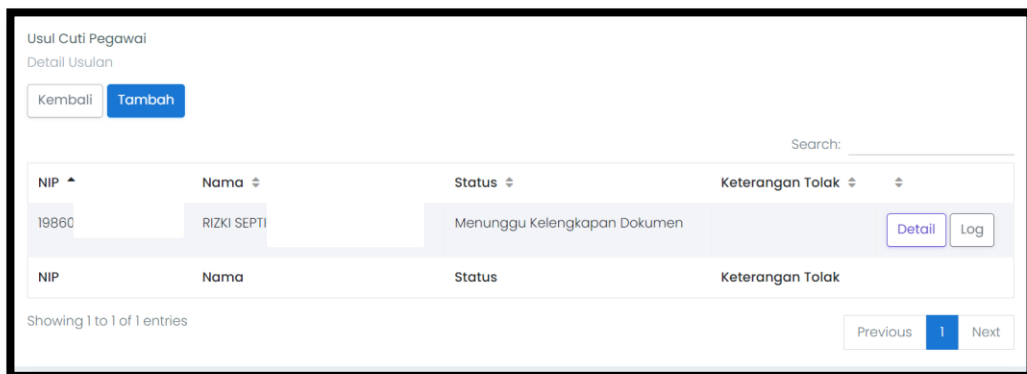 Usul Cuti Pegawai
Detail Usulan
Kembali Tambah
Search:
NIP Nama Status Keterangan Tolak
19860 RIZKI SEPTI Menunggu Kelengkapan Dokumen Detail Log
NIP Nama Status Keterangan Tolak
Showing 1 to 1 of 1 entries
Previous 1 Next